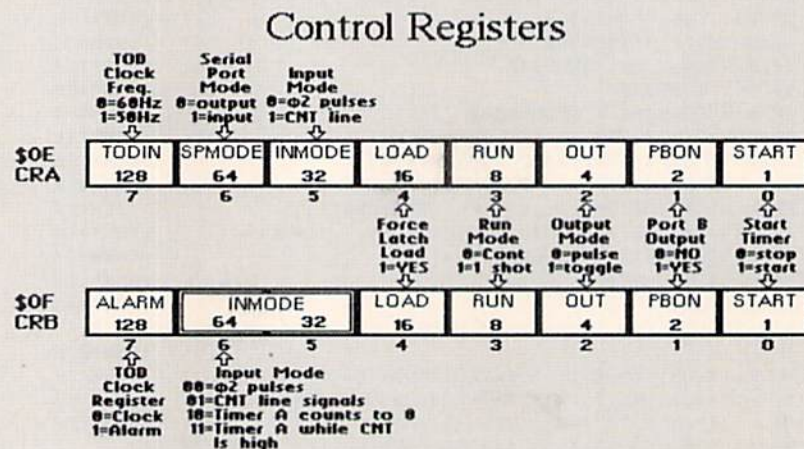 Control Registers
TOD Clock Freq. 0=60Hz 1=50Hz
Serial Port Mode 0=output 1=input
Input Mode 0=Φ2 pulses 1=CNT line
$0E CRA
TODIN 128 7
SPMODE 64 6
INMODE 32 5
LOAD 16 4
RUN 8 3
OUT 4 2
PBON 2 1
START 1 0
Force Latch Load 1=YES
Run Mode 0=Cont 1=1 shot
Output Mode 0=pulse 1=toggle
Port B Output 0=NO 1=YES
Start Timer 0=stop 1=start
$0F CRB
ALARM 128 7
INMODE 64 32 6 5
LOAD 16 4
RUN 8 3
OUT 4 2
PBON 2 1
START 1 0
TOD Clock Register 0=Clock 1=Alarm
Input Mode
00=Φ2 pulses
01=CNT line signals
10=Timer A counts to 0
11=Timer A while CNT
Is high